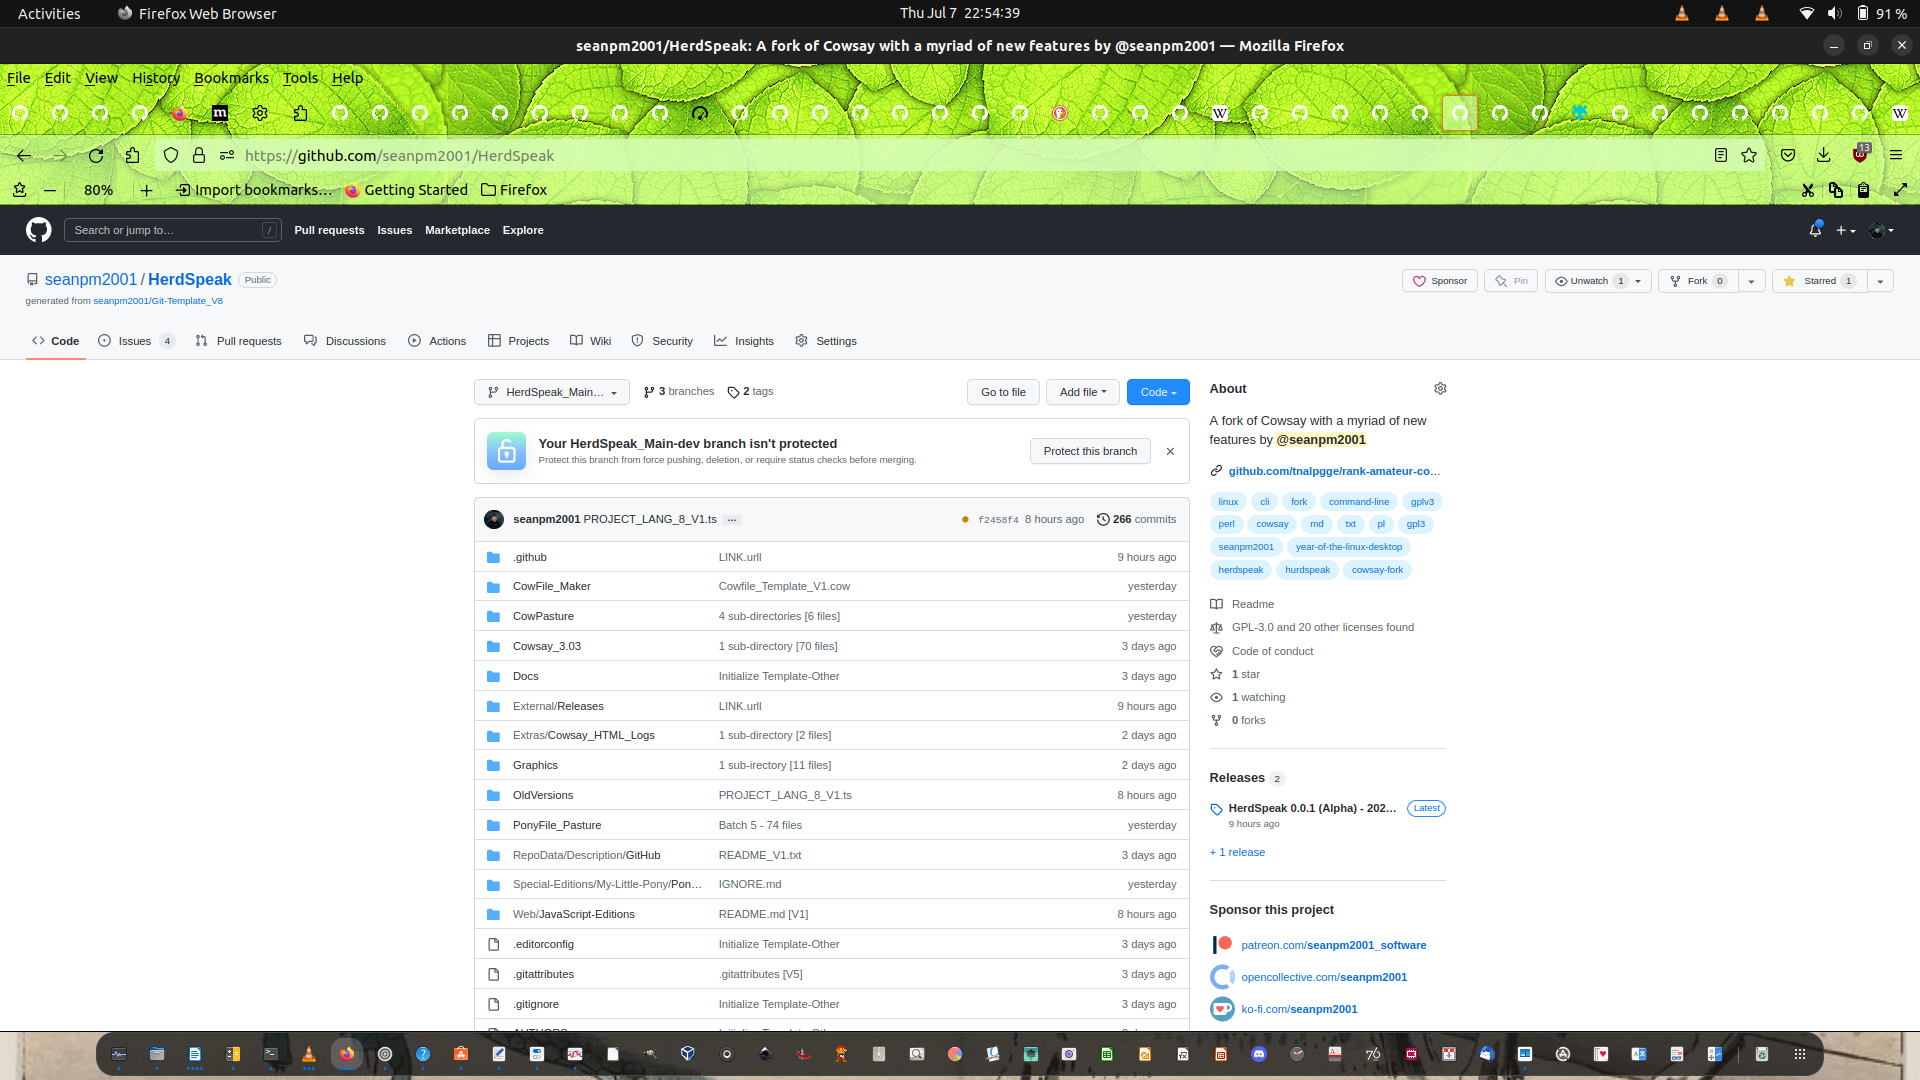 Activities
Firefox Web Browser
Thu Jul 7 22:54:39
91 %
seanpm2001/HerdSpeak: A fork of Cowsay with a myriad of new features by @seanpm2001 — Mozilla Firefox
File Edit View History Bookmarks Tools Help
https://github.com/seanpm2001/HerdSpeak
13
80%
Import bookmarks…
Getting Started
Firefox
Search or jump to…
/
Pull requests Issues Marketplace Explore
seanpm2001 / HerdSpeak Public
generated from seanpm2001/Git-Template_V8
Sponsor
Pin
Unwatch 1
Fork 0
Starred 1
Code
Issues 4
Pull requests
Discussions
Actions
Projects
Wiki
Security
Insights
Settings
HerdSpeak_Main…
3 branches
2 tags
Go to file
Add file
Code
Your HerdSpeak_Main-dev branch isn't protected
Protect this branch from force pushing, deletion, or require status checks before merging.
Protect this branch
seanpm2001 PROJECT_LANG_8_V1.ts … f2458f4 8 hours ago 266 commits
.github LINK.urll 9 hours ago
CowFile_Maker Cowfile_Template_V1.cow yesterday
CowPasture 4 sub-directories [6 files] yesterday
Cowsay_3.03 1 sub-directory [70 files] 3 days ago
Docs Initialize Template-Other 3 days ago
External/Releases LINK.urll 9 hours ago
Extras/Cowsay_HTML_Logs 1 sub-directory [2 files] 2 days ago
Graphics 1 sub-irectory [11 files] 2 days ago
OldVersions PROJECT_LANG_8_V1.ts 8 hours ago
PonyFile_Pasture Batch 5 - 74 files yesterday
RepoData/Description/GitHub README_V1.txt 3 days ago
Special-Editions/My-Little-Pony/Pon… IGNORE.md yesterday
Web/JavaScript-Editions README.md [V1] 8 hours ago
.editorconfig Initialize Template-Other 3 days ago
.gitattributes .gitattributes [V5] 3 days ago
.gitignore Initialize Template-Other 3 days ago
About
A fork of Cowsay with a myriad of new
features by @seanpm2001
github.com/tnalpgge/rank-amateur-co…
linux cli fork command-line gplv3
perl cowsay md txt pl gpl3
seanpm2001 year-of-the-linux-desktop
herdspeak hurdspeak cowsay-fork
Readme
GPL-3.0 and 20 other licenses found
Code of conduct
1 star
1 watching
0 forks
Releases 2
HerdSpeak 0.0.1 (Alpha) - 202… Latest
9 hours ago
+ 1 release
Sponsor this project
patreon.com/seanpm2001_software
opencollective.com/seanpm2001
ko-fi.com/seanpm2001